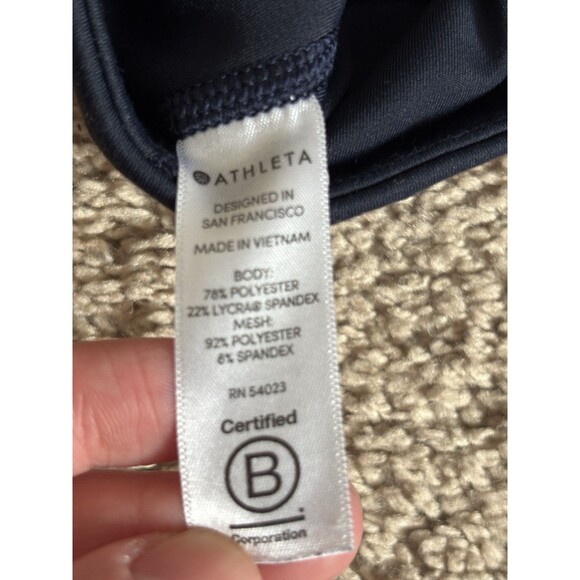 ATHLETA
DESIGNED IN
SAN FRANCISCO
MADE IN VIETNAM
BODY:
78% POLYESTER
22% LYCRA® SPANDEX
MESH:
92% POLYESTER
8% SPANDEX
RN 54023
Certified
B
Corporation